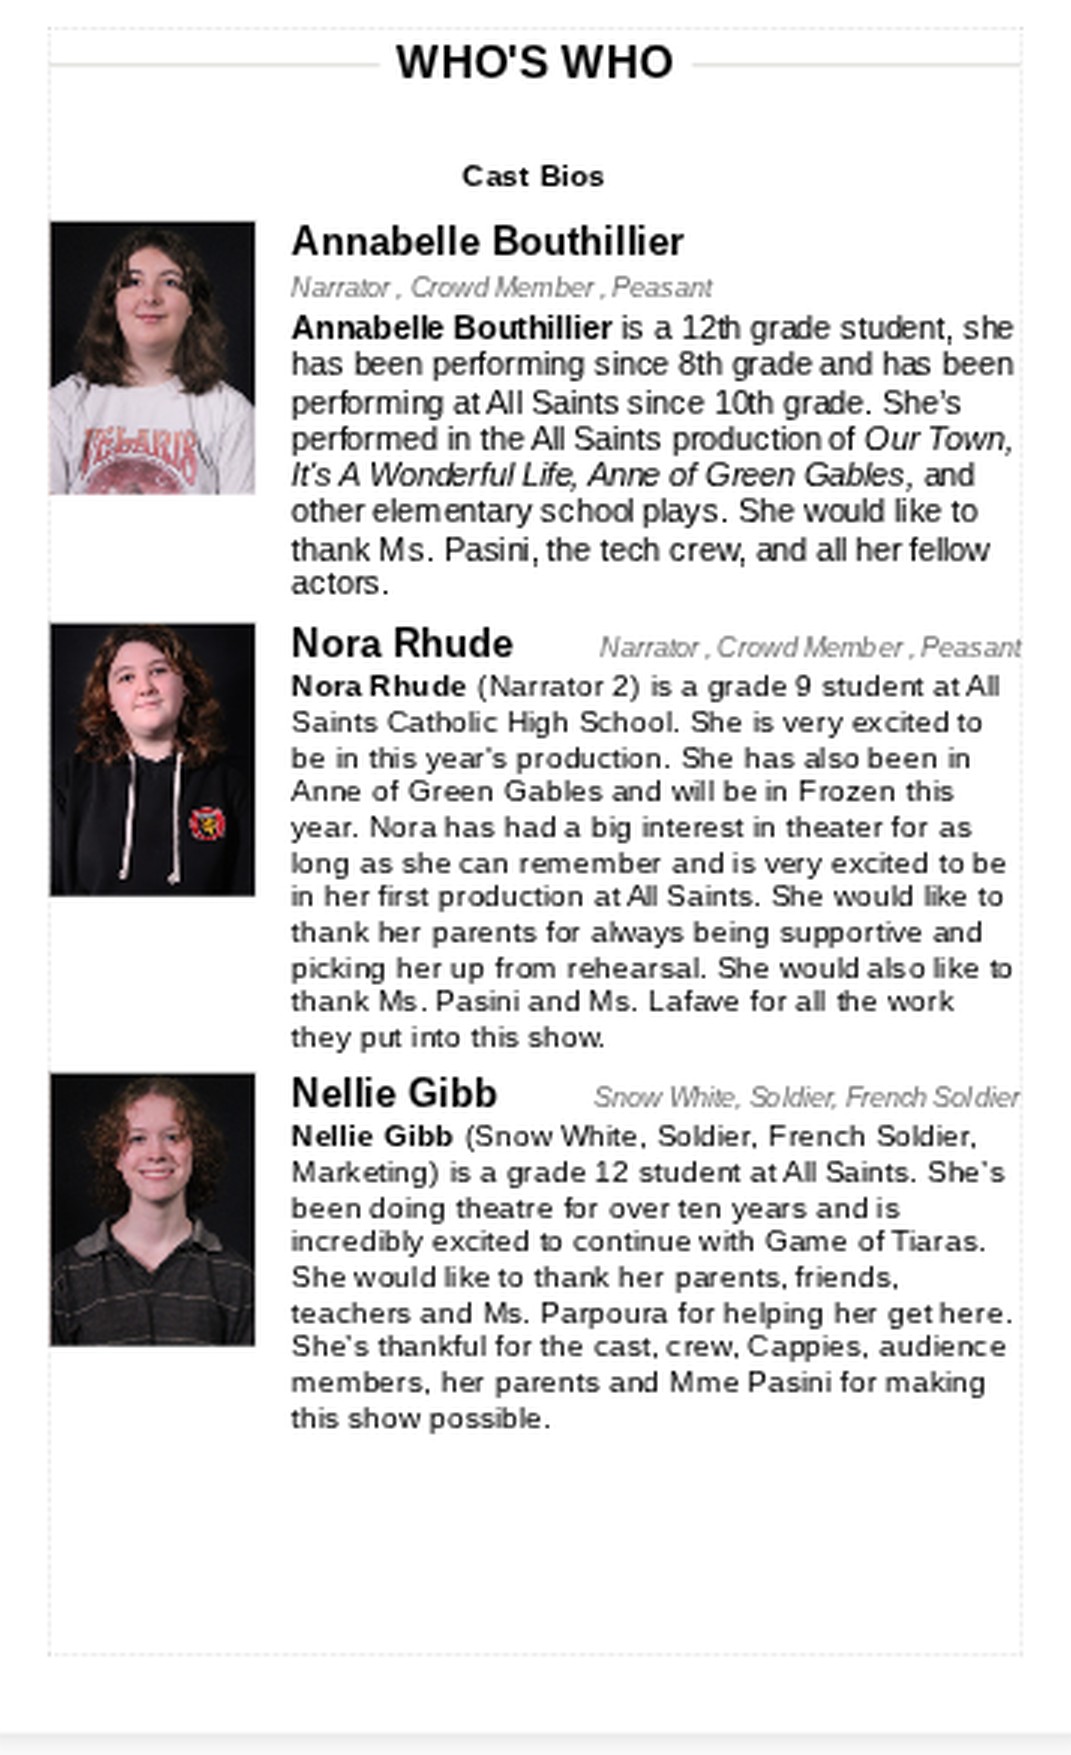 WHO'S WHO
Cast Bios
Annabelle Bouthillier
Narrator , Crowd Member , Peasant
Annabelle Bouthillier is a 12th grade student, she
has been performing since 8th grade and has been
performing at All Saints since 10th grade. She's
performed in the All Saints production of Our Town,
It's A Wonderful Life, Anne of Green Gables, and
other elementary school plays. She would like to
thank Ms. Pasini, the tech crew, and all her fellow
actors.
Nora Rhude Narrator , Crowd Member , Peasant
Nora Rhude (Narrator 2) is a grade 9 student at All
Saints Catholic High School. She is very excited to
be in this year's production. She has also been in
Anne of Green Gables and will be in Frozen this
year. Nora has had a big interest in theater for as
long as she can remember and is very excited to be
in her first production at All Saints. She would like to
thank her parents for always being supportive and
picking her up from rehearsal. She would also like to
thank Ms. Pasini and Ms. Lafave for all the work
they put into this show.
Nellie Gibb Snow White, Soldier, French Soldier
Nellie Gibb (Snow White, Soldier, French Soldier,
Marketing) is a grade 12 student at All Saints. She's
been doing theatre for over ten years and is
incredibly excited to continue with Game of Tiaras.
She would like to thank her parents, friends,
teachers and Ms. Parpoura for helping her get here.
She's thankful for the cast, crew, Cappies, audience
members, her parents and Mme Pasini for making
this show possible.